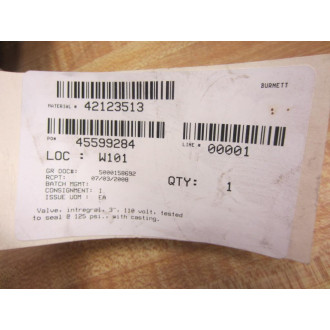 BURNETT
MATERIAL # 42123513
PO# 45599284 LINE # 00001
LOC : W101
GR DOC#: 5000158692
RCPT: 07/03/2008
BATCH MGMT:
CONSIGNMENT: 1
ISSUE UOM : EA
QTY: 1
Valve, intregral, 3", 110 volt, tested
to seal @ 125 psi., with casting.